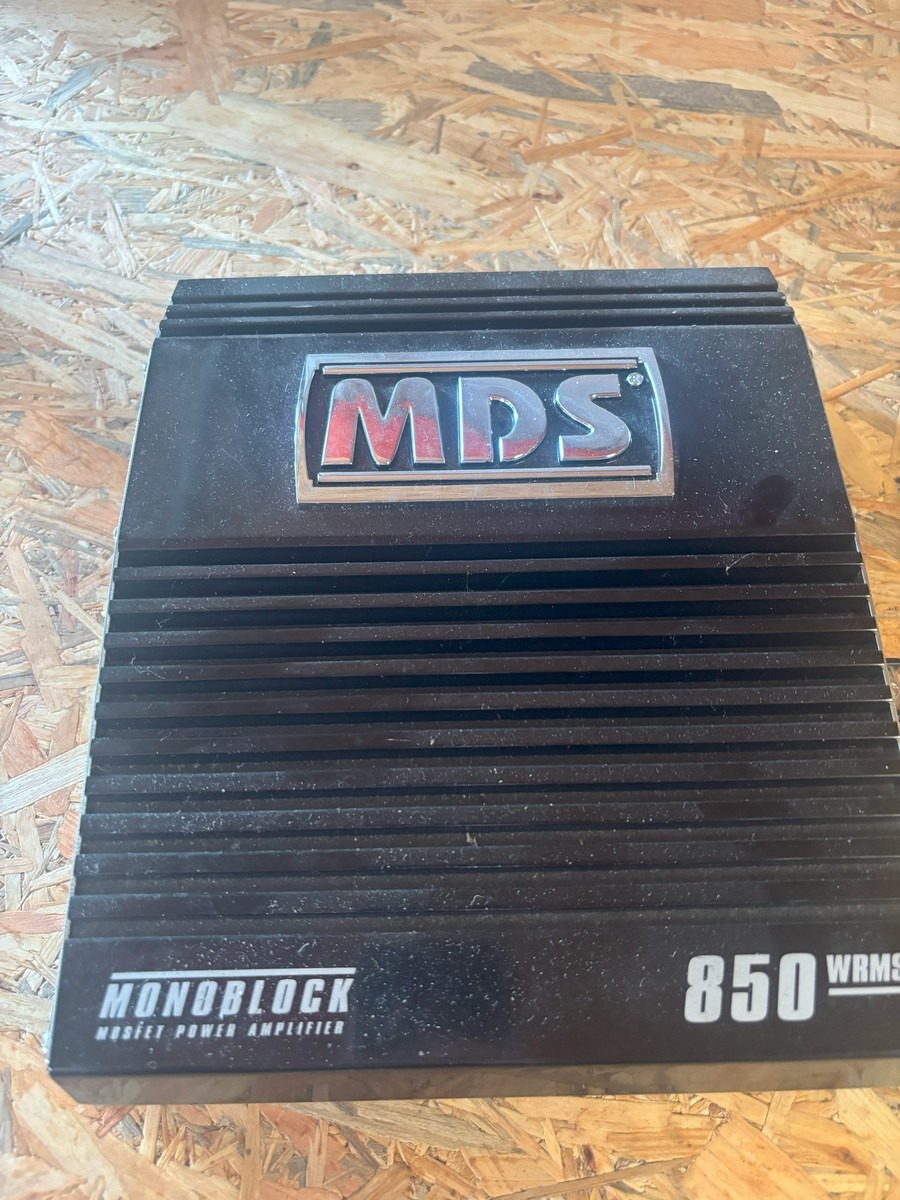 MDS®
MONOBLOCK
MOSFET POWER AMPLIFIER
850 WRMS